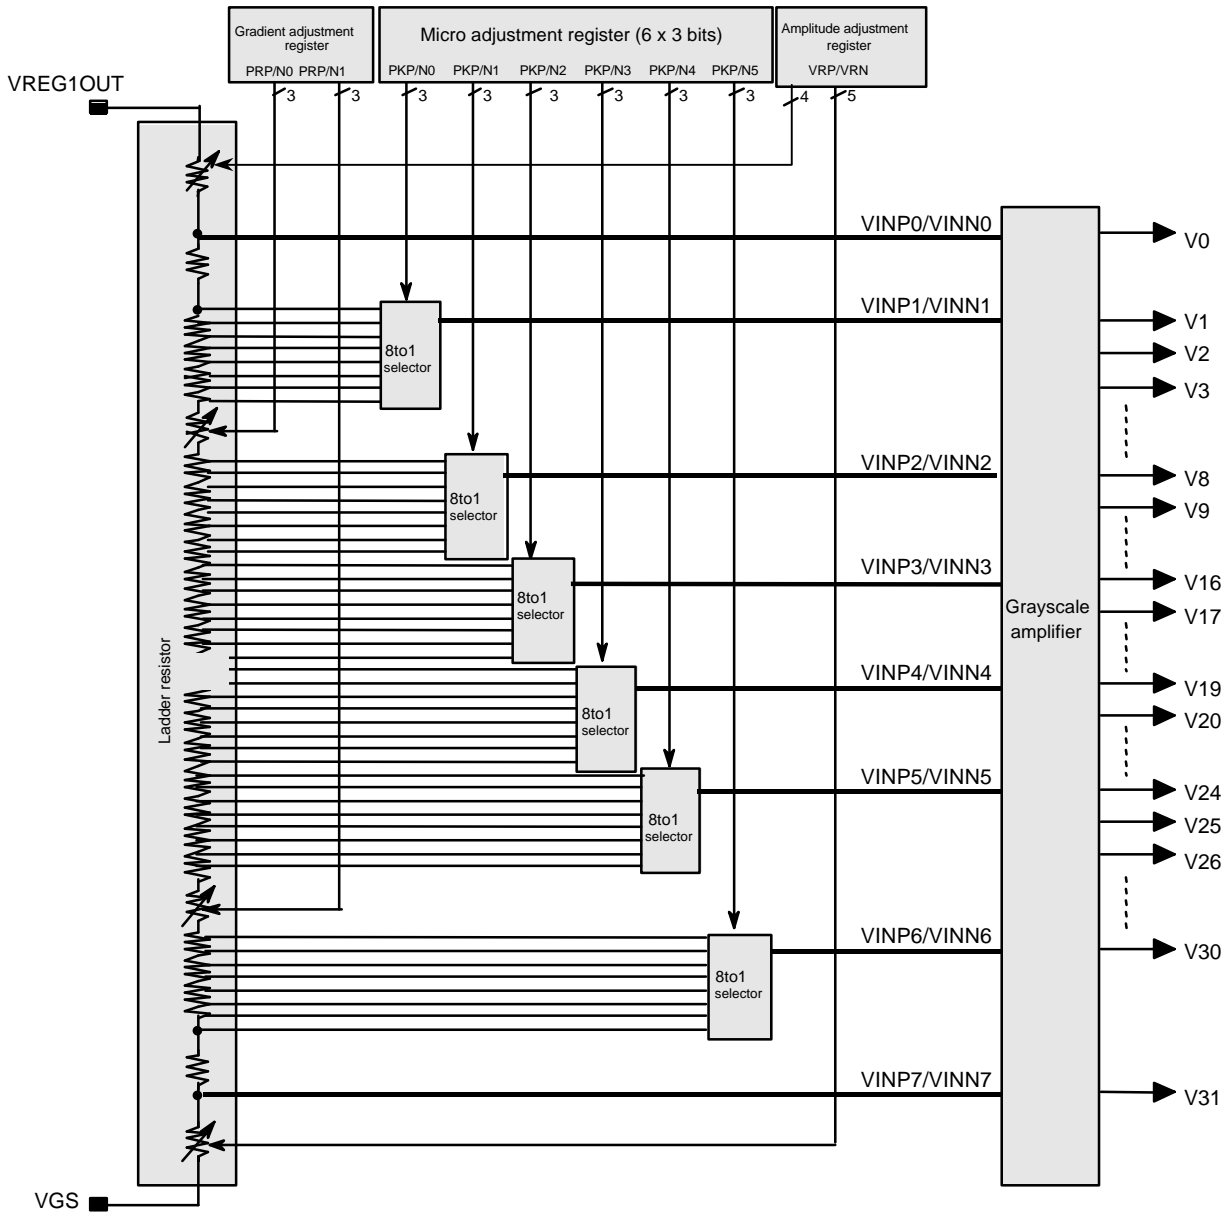 Gradient adjustment
register
PRP/N0 PRP/N1
Micro adjustment register (6 x 3 bits)
PKP/N0 PKP/N1 PKP/N2 PKP/N3 PKP/N4 PKP/N5
Amplitude adjustment
register
VRP/VRN
3 3 3 3 3 3 3 3 4 5
VREG1OUT
VINP0/VINN0
V0
VINP1/VINN1
V1
8to1
selector
V2
V3
VINP2/VINN2
V8
8to1
selector
V9
VINP3/VINN3
V16
8to1
selector
Grayscale
amplifier
V17
Ladder resistor
VINP4/VINN4
V19
8to1
selector
V20
VINP5/VINN5
V24
8to1
selector
V25
V26
VINP6/VINN6
V30
8to1
selector
VINP7/VINN7
V31
VGS